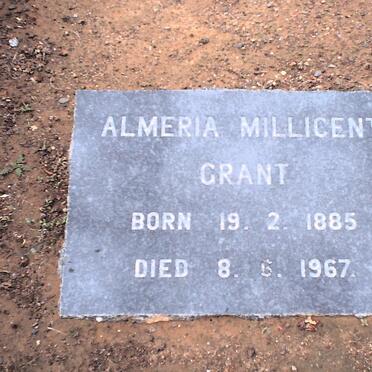 ALMERIA MILLICENT
GRANT
BORN 19. 2. 1885
DIED 8. 6. 1967.